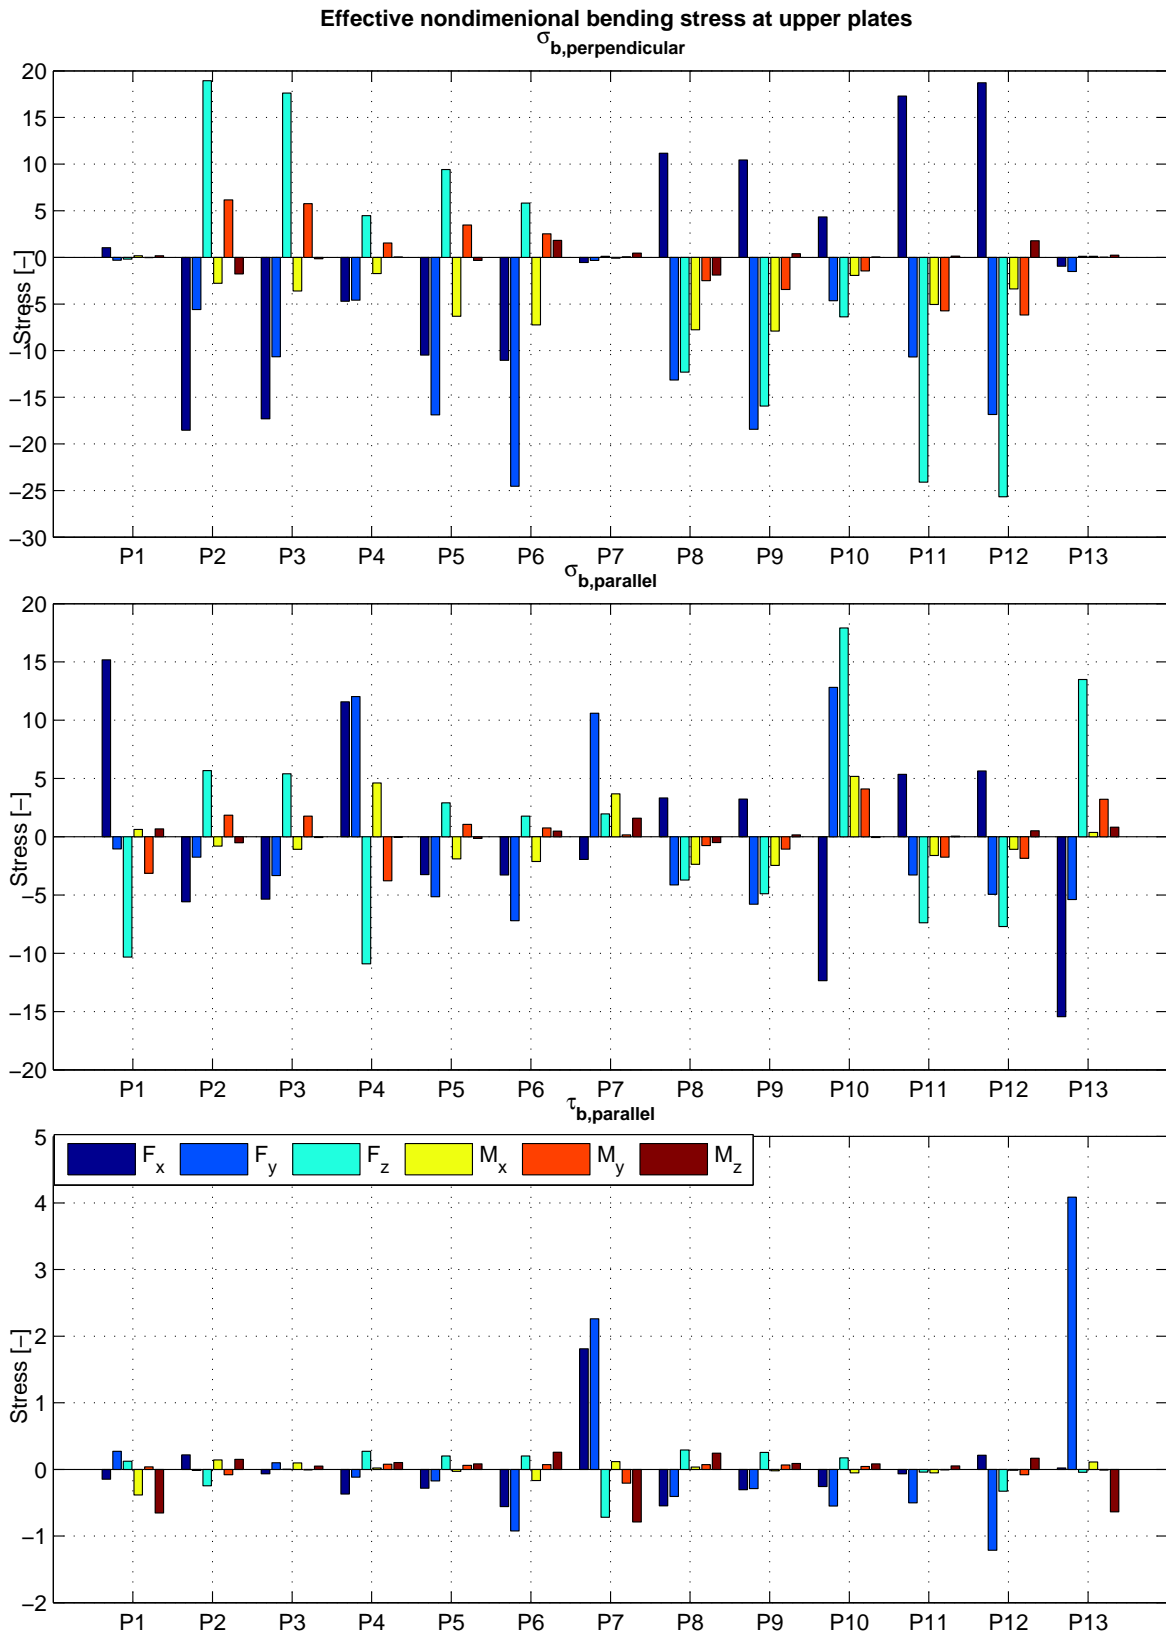 Effective nondimenional bending stress at upper plates
σb,perpendicular
20
15
10
5
0
−5
−10
−15
−20
−25
−30
Stress [−]
P1 P2 P3 P4 P5 P6 P7 P8 P9 P10 P11 P12 P13
σb,parallel
20
15
10
5
0
−5
−10
−15
−20
Stress [−]
P1 P2 P3 P4 P5 P6 P7 P8 P9 P10 P11 P12 P13
τb,parallel
5
4
3
2
1
0
−1
−2
Stress [−]
Fx Fy Fz Mx My Mz
P1 P2 P3 P4 P5 P6 P7 P8 P9 P10 P11 P12 P13